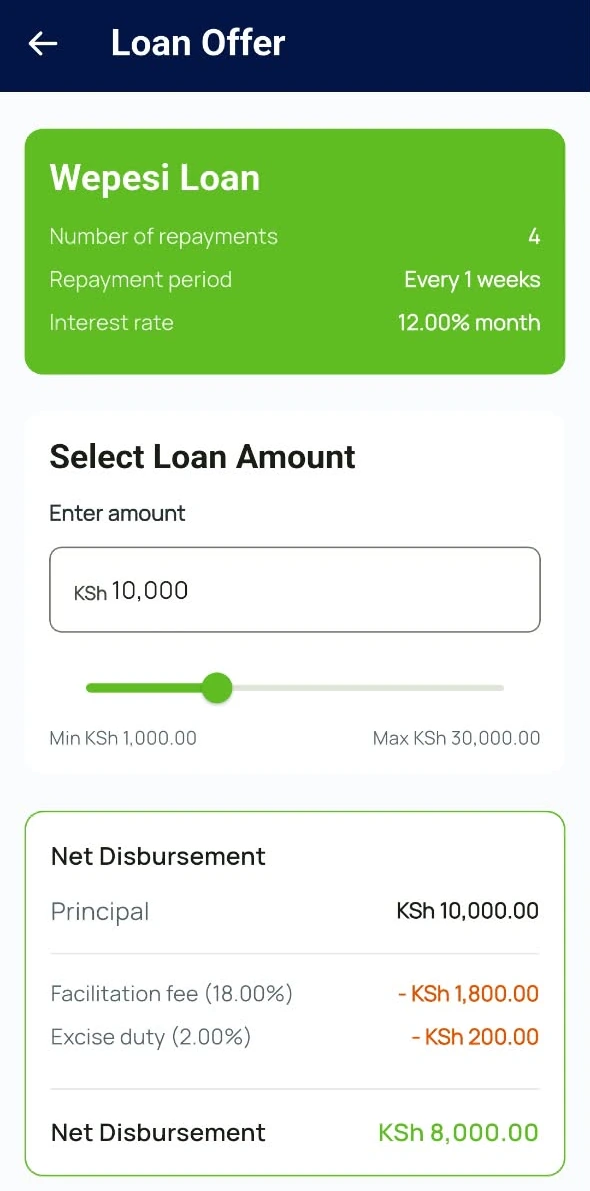 Loan Offer
Wepesi Loan
Number of repayments 4
Repayment period Every 1 weeks
Interest rate 12.00% month
Select Loan Amount
Enter amount
KSh 10,000
Min KSh 1,000.00 Max KSh 30,000.00
Net Disbursement
Principal KSh 10,000.00
Facilitation fee (18.00%) - KSh 1,800.00
Excise duty (2.00%) - KSh 200.00
Net Disbursement KSh 8,000.00